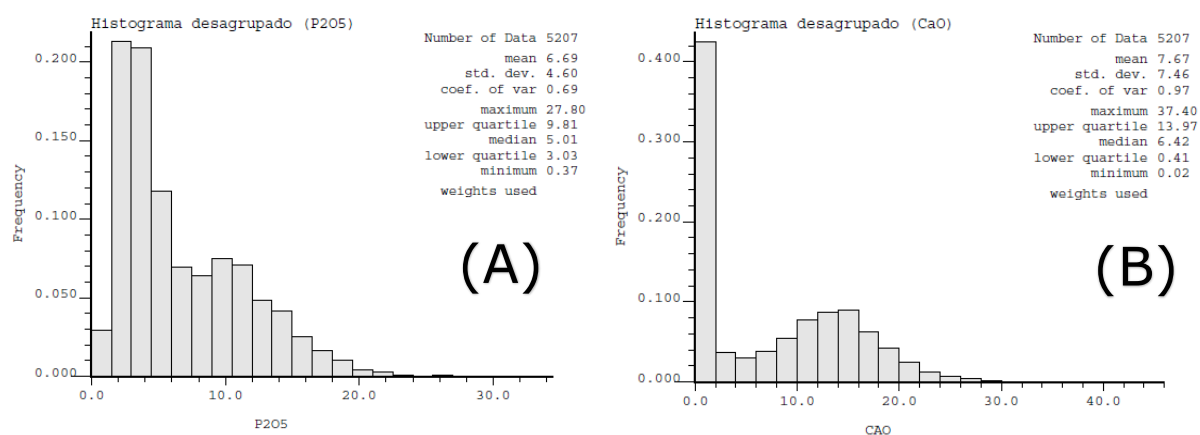 Histograma desagrupado (P2O5)
Number of Data 5207
mean 6.69
std. dev. 4.60
coef. of var 0.69
maximum 27.80
upper quartile 9.81
median 5.01
lower quartile 3.03
minimum 0.37
weights used
(A)
Frequency
0.200
0.150
0.100
0.050
0.000
0.0 10.0 20.0 30.0
P2O5
Histograma desagrupado (CaO)
Number of Data 5207
mean 7.67
std. dev. 7.46
coef. of var 0.97
maximum 37.40
upper quartile 13.97
median 6.42
lower quartile 0.41
minimum 0.02
weights used
(B)
Frequency
0.400
0.300
0.200
0.100
0.000
0.0 10.0 20.0 30.0 40.0
CAO